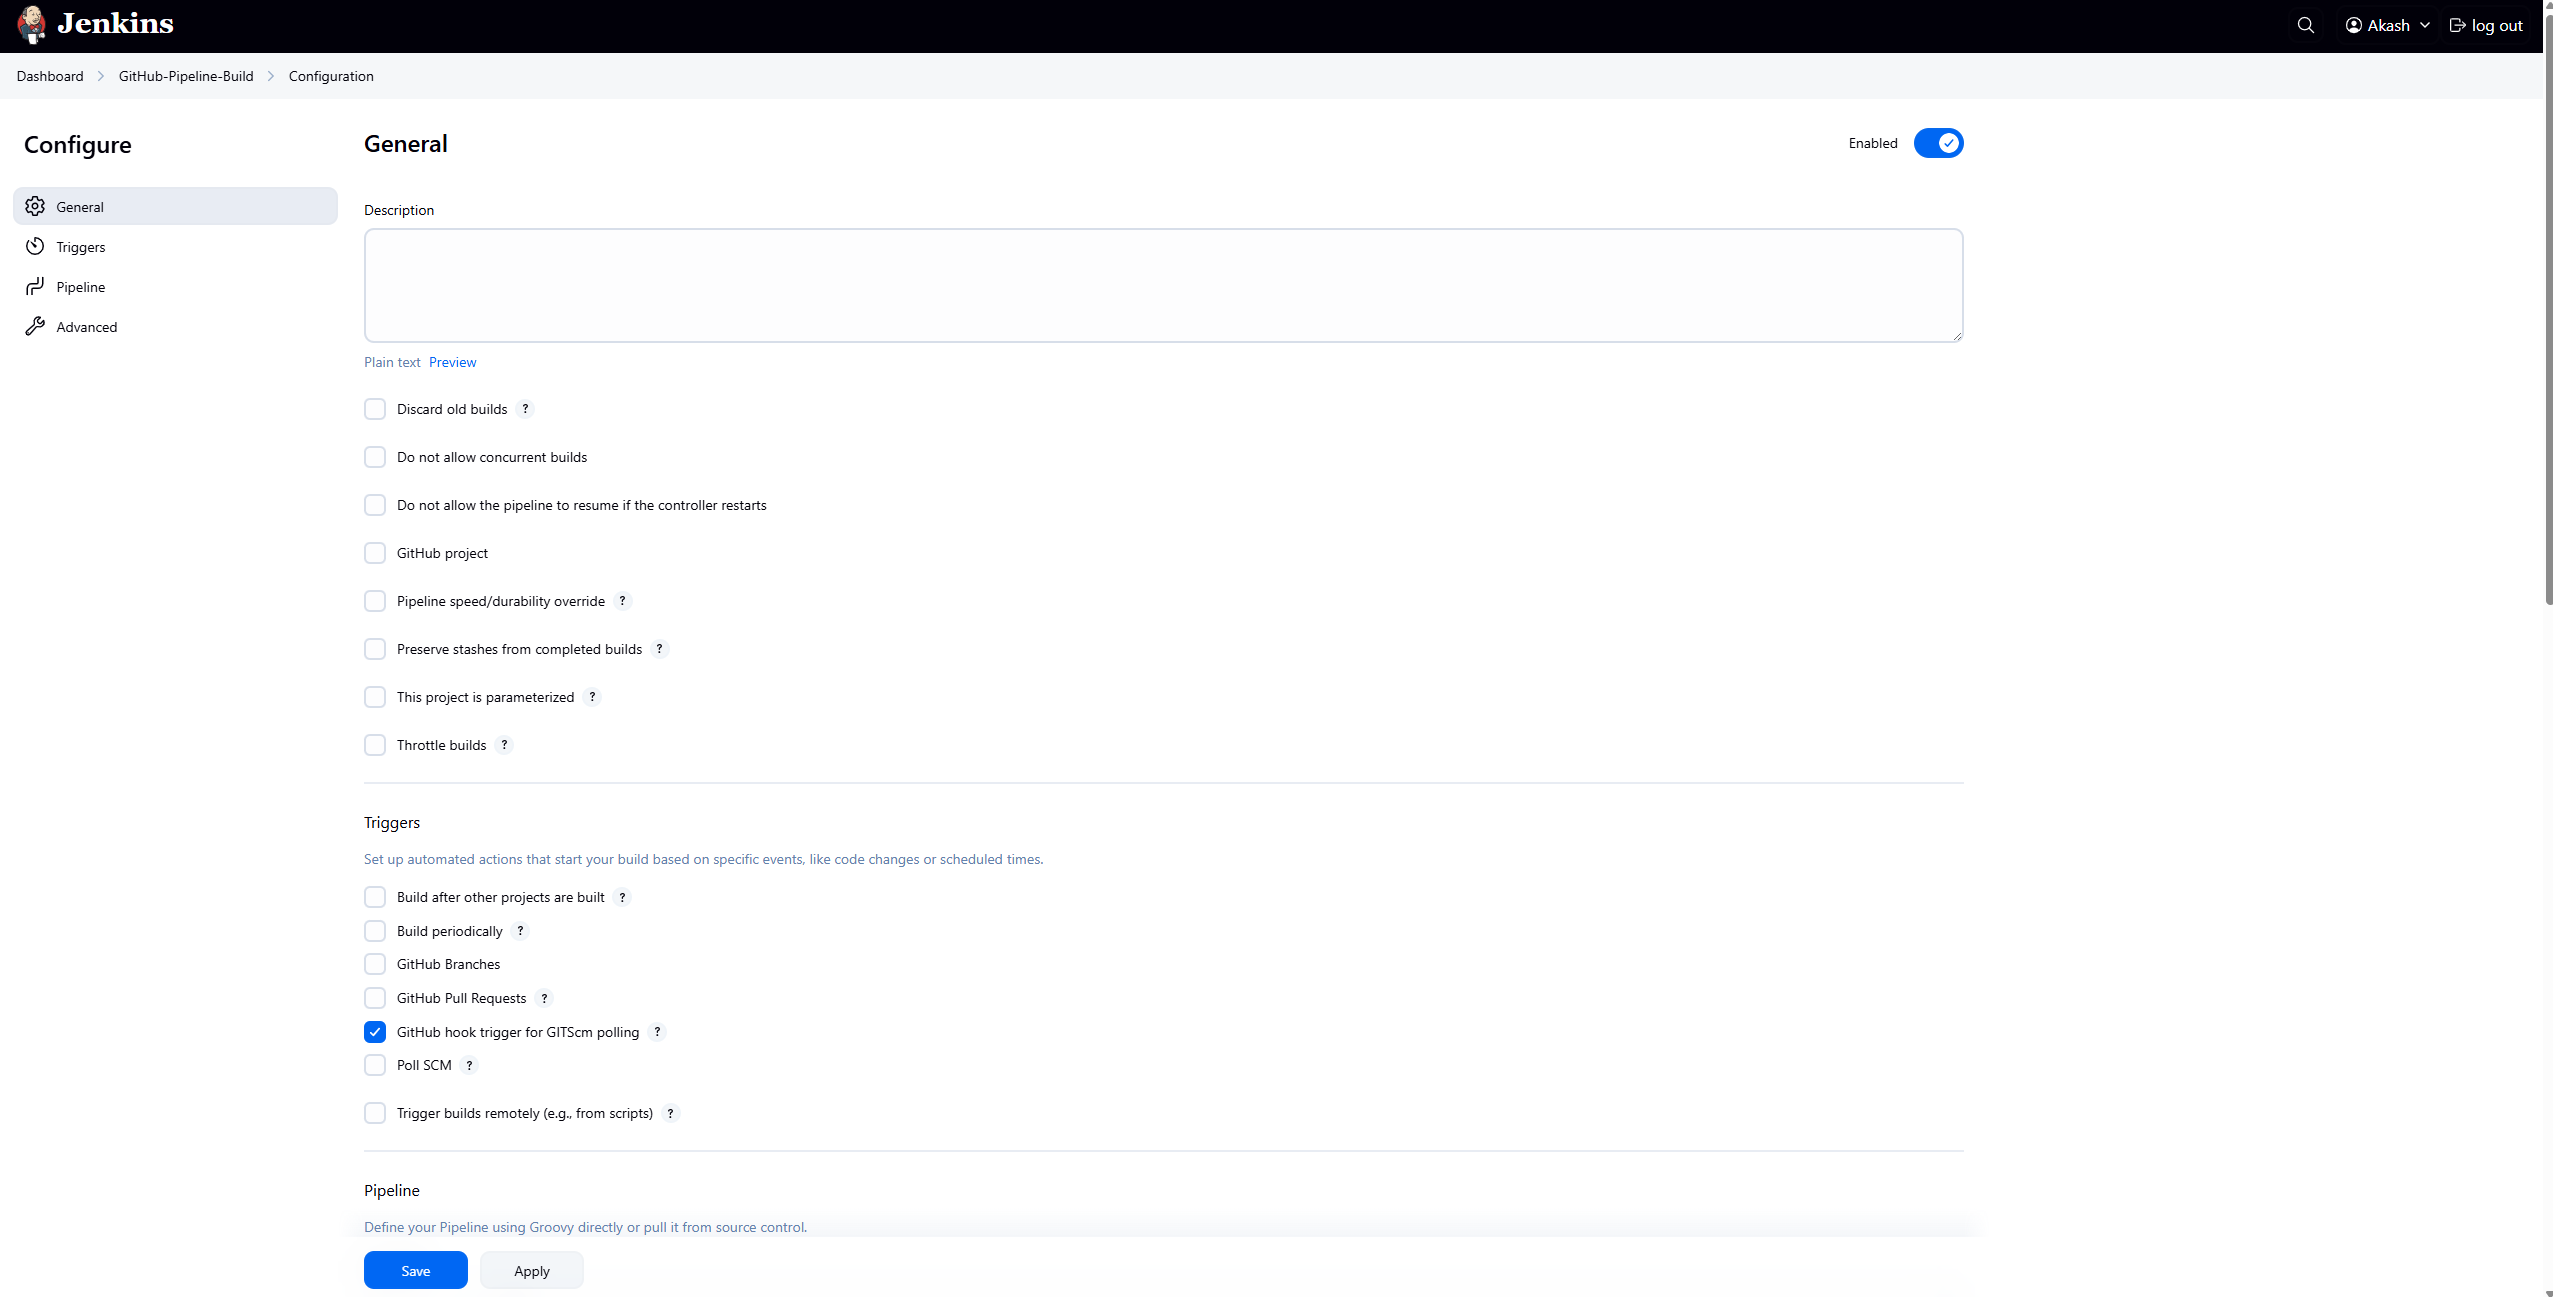 Jenkins
Akash
log out
Dashboard > GitHub-Pipeline-Build > Configuration
Configure
General
Triggers
Pipeline
Advanced
General
Enabled
Description
Plain text Preview
Discard old builds ?
Do not allow concurrent builds
Do not allow the pipeline to resume if the controller restarts
GitHub project
Pipeline speed/durability override ?
Preserve stashes from completed builds ?
This project is parameterized ?
Throttle builds ?
Triggers
Set up automated actions that start your build based on specific events, like code changes or scheduled times.
Build after other projects are built ?
Build periodically ?
GitHub Branches
GitHub Pull Requests ?
GitHub hook trigger for GITScm polling ?
Poll SCM ?
Trigger builds remotely (e.g., from scripts) ?
Pipeline
Define your Pipeline using Groovy directly or pull it from source control.
Save
Apply